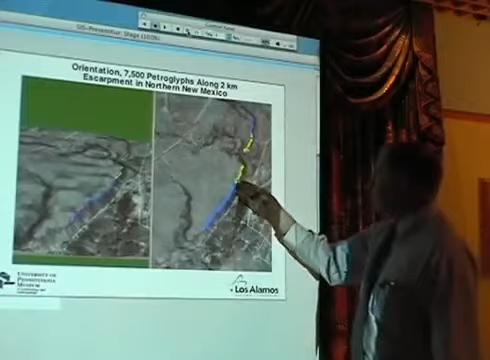 Orientation, 7,500 Petroglyphs Along 2 km
Escarpment in Northern New Mexico
UNIVERSITY OF
PENNSYLVANIA
MUSEUM
Los Alamos